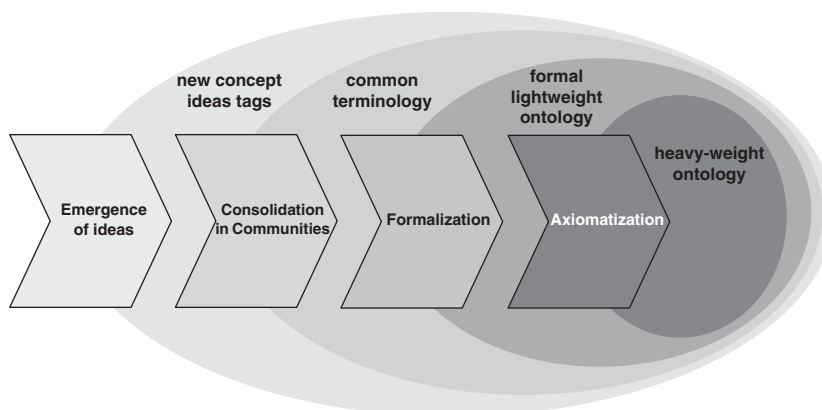 new concept
ideas tags
common
terminology
formal
lightweight
ontology
heavy-weight
ontology
Emergence
of ideas
Consolidation
in Communities
Formalization
Axiomatization